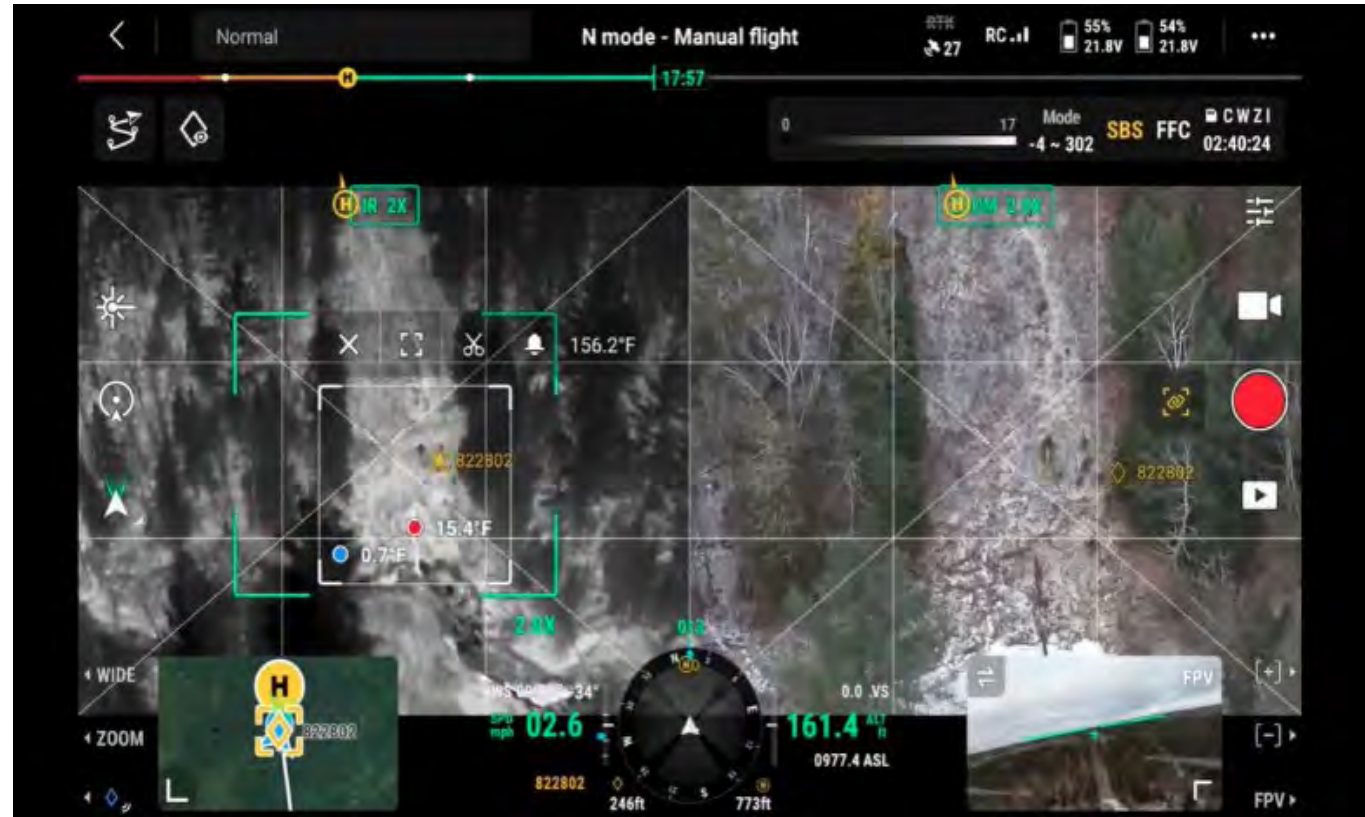 Normal
N mode - Manual flight
RTK
27
RC
55%
21.8V
54%
21.8V
H
17:57
0
17
Mode
-4 ~ 302
SBS
FFC
CWZI
02:40:24
H
IR 2X
H
156.2°F
822802
822802
15.4°F
0.7°F
2.0X
WIDE
H
N
E
S
W
0.0 .VS
FPV
[+]
ZOOM
822802
SPD
mph
02.6
161.4
ALT
ft
[-]
0977.4 ASL
822802
246ft
773ft
FPV